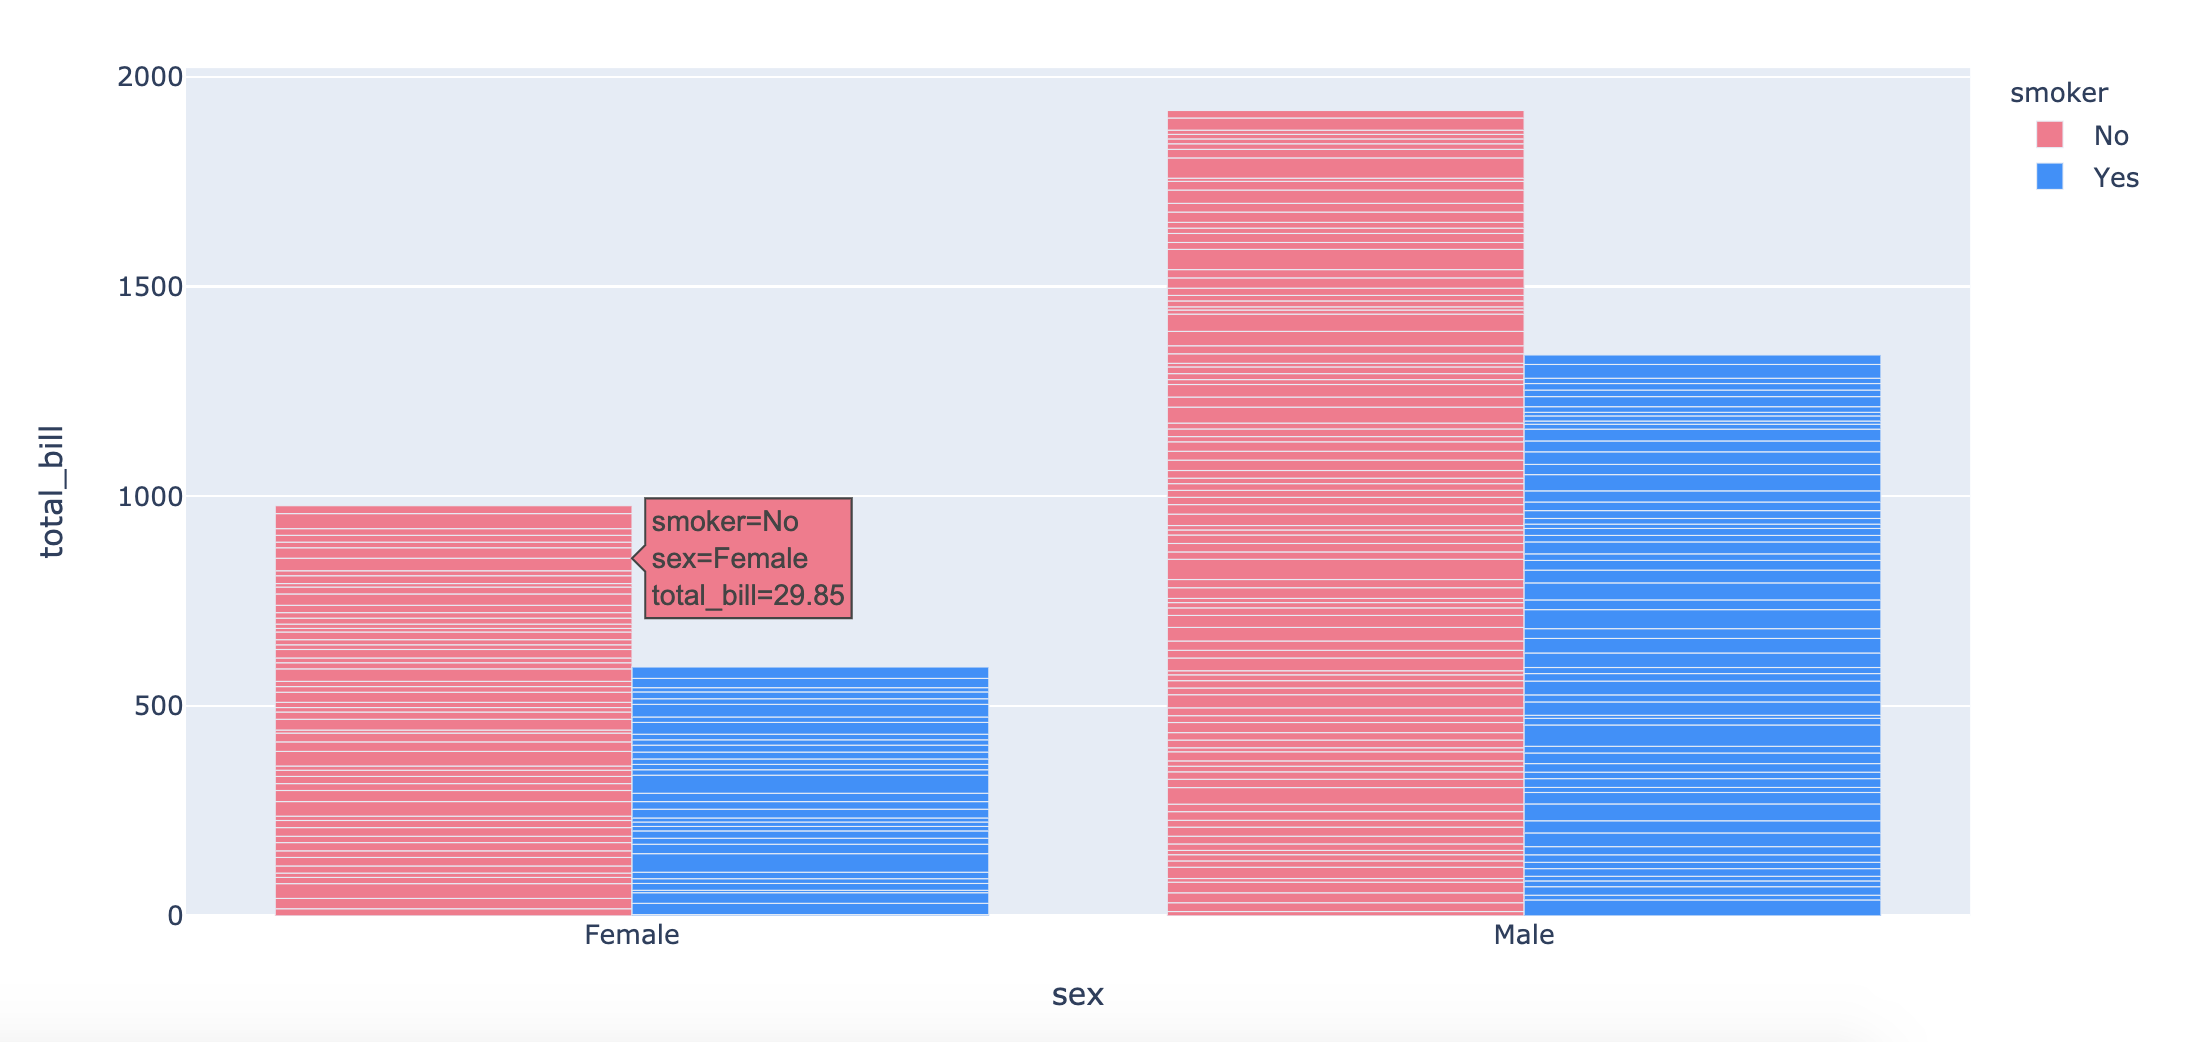 2000
1500
1000
500
0
total_bill
Female
Male
sex
smoker
No
Yes
smoker=No
sex=Female
total_bill=29.85